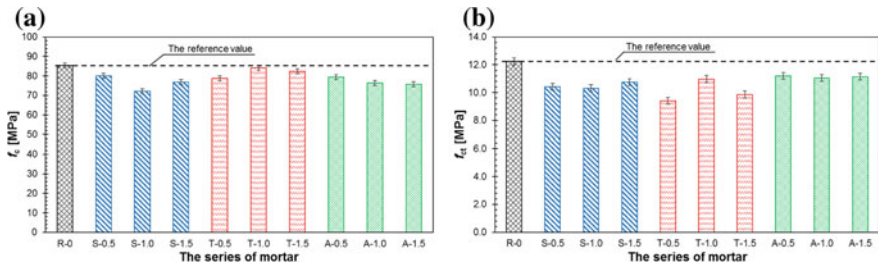 (a)
100
90
80
70
60
50
40
30
20
10
0
fc [MPa]
The reference value
R-0 S-0.5 S-1.0 S-1.5 T-0.5 T-1.0 T-1.5 A-0.5 A-1.0 A-1.5
The series of mortar
(b)
14.0
12.0
10.0
8.0
6.0
4.0
2.0
0.0
fct [MPa]
The reference value
R-0 S-0.5 S-1.0 S-1.5 T-0.5 T-1.0 T-1.5 A-0.5 A-1.0 A-1.5
The series of mortar